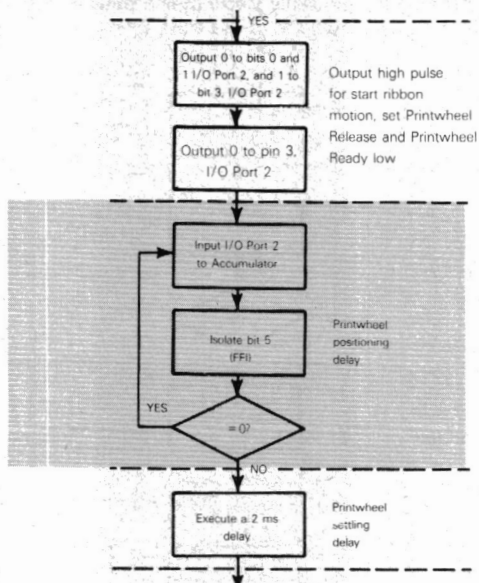 YES
Output 0 to bits 0 and
1 I/O Port 2, and 1 to
bit 3, I/O Port 2
Output high pulse
for start ribbon
motion, set Printwheel
Release and Printwheel
Ready low
Output 0 to pin 3,
I/O Port 2
Input I/O Port 2
to Accumulator
Isolate bit 5
(FFI)
Printwheel
positioning
delay
YES
= 0?
NO
Execute a 2 ms
delay
Printwheel
settling
delay